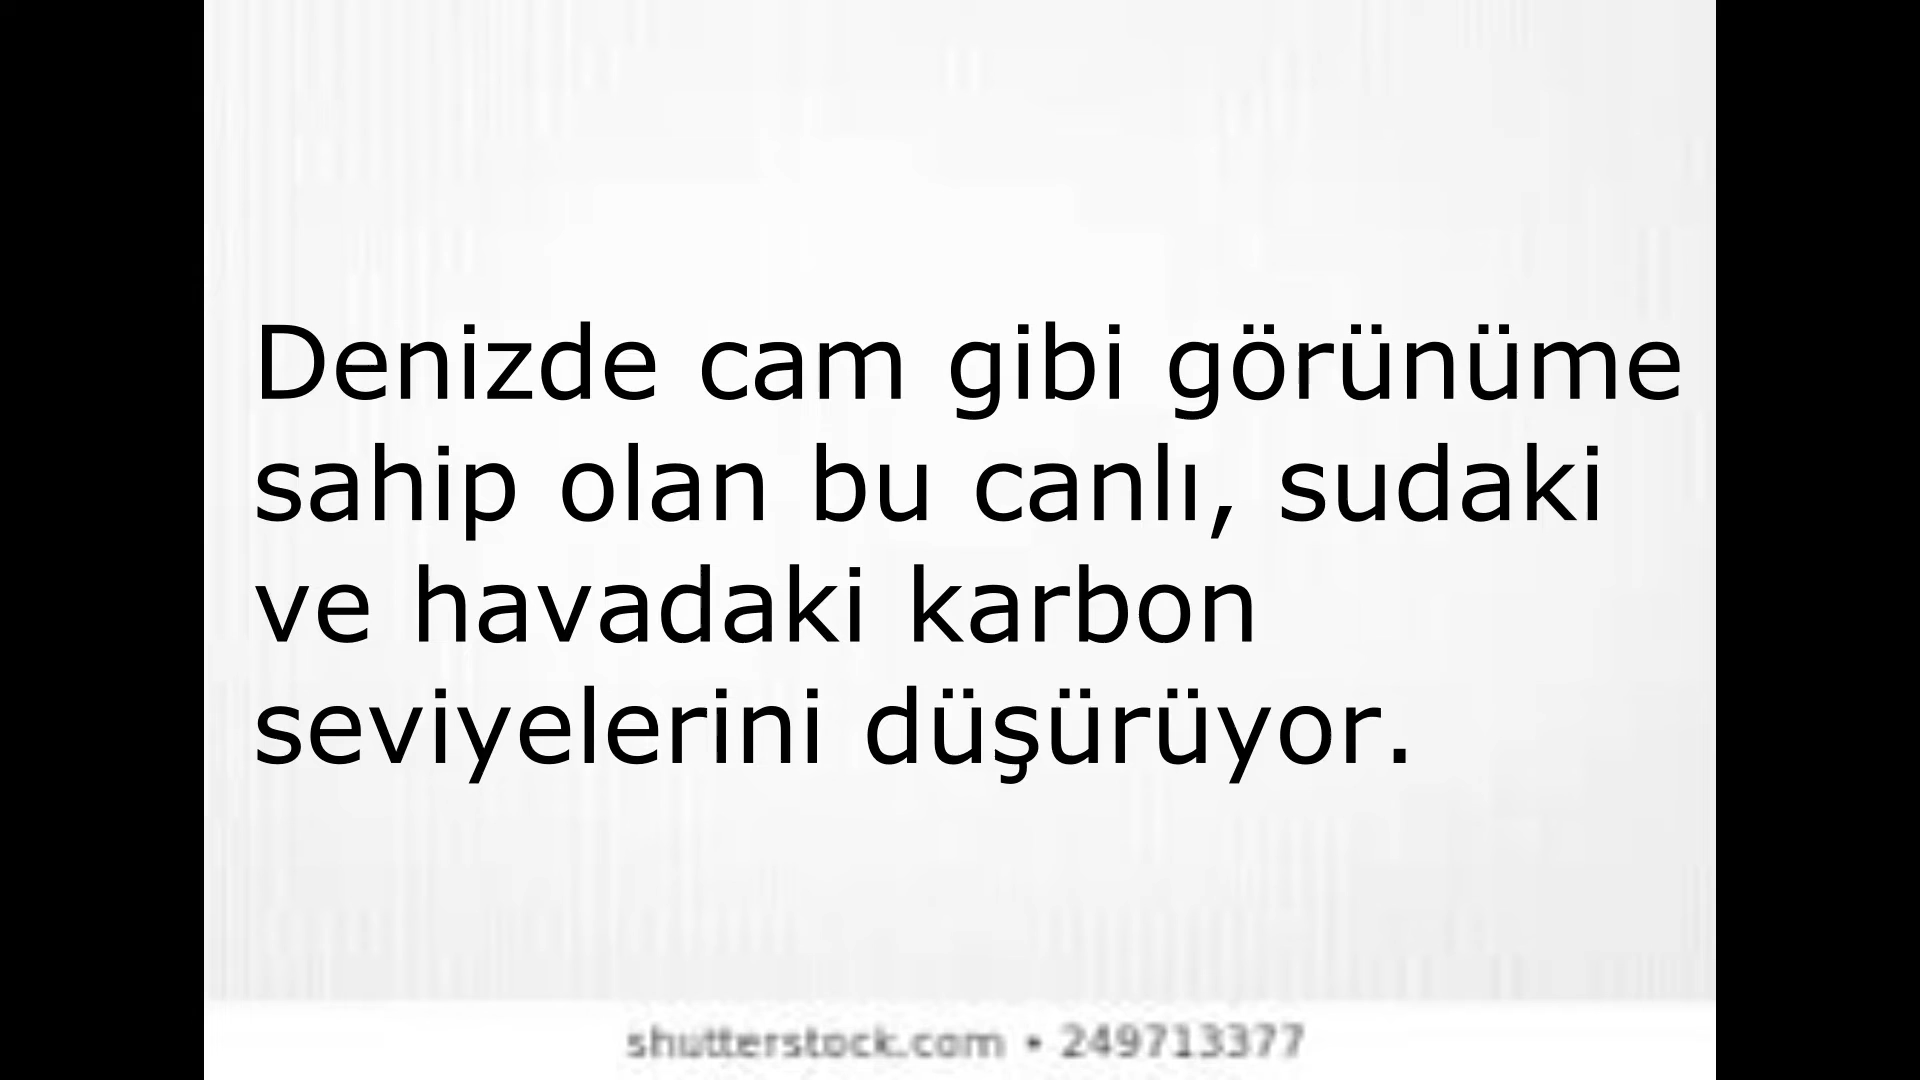 Denizde cam gibi görünüme
sahip olan bu canlı, sudaki
ve havadaki karbon
seviyelerini düşürüyor.
shutterstock.com • 249713377